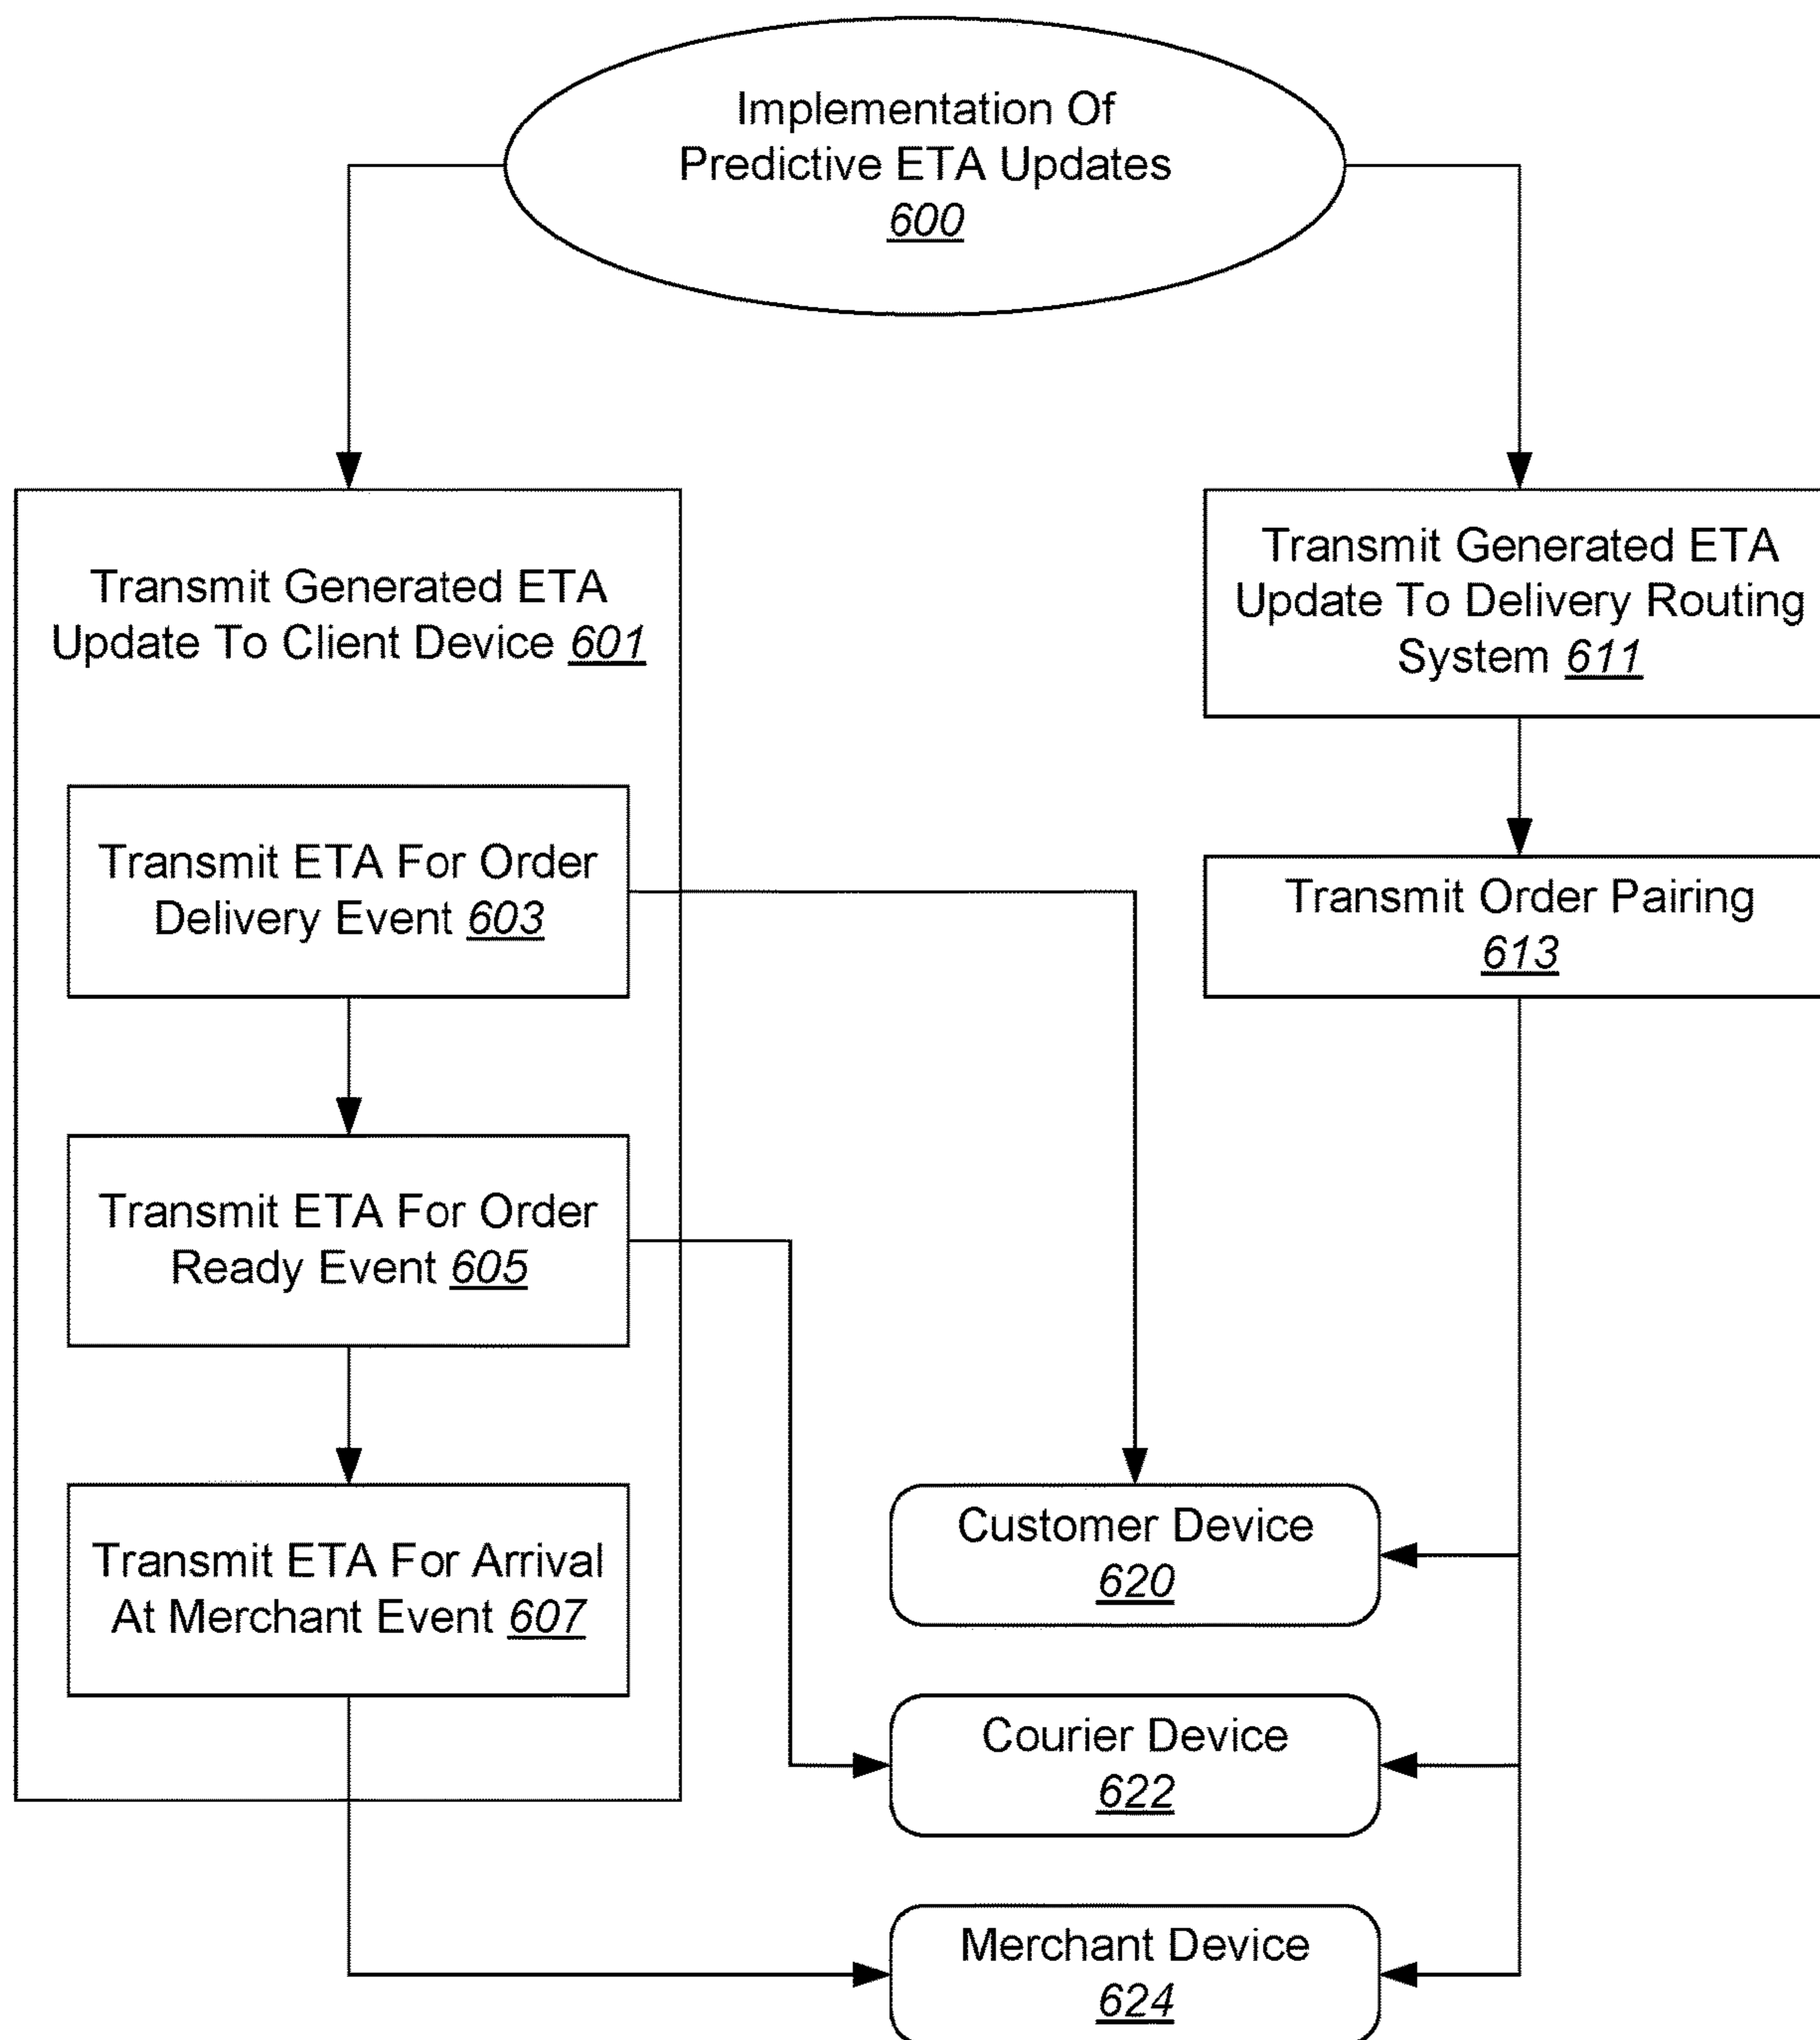 Implementation Of
Predictive ETA Updates
600
Transmit Generated ETA
Update To Client Device 601
Transmit ETA For Order
Delivery Event 603
Transmit ETA For Order
Ready Event 605
Transmit ETA For Arrival
At Merchant Event 607
Transmit Generated ETA
Update To Delivery Routing
System 611
Transmit Order Pairing
613
Customer Device
620
Courier Device
622
Merchant Device
624